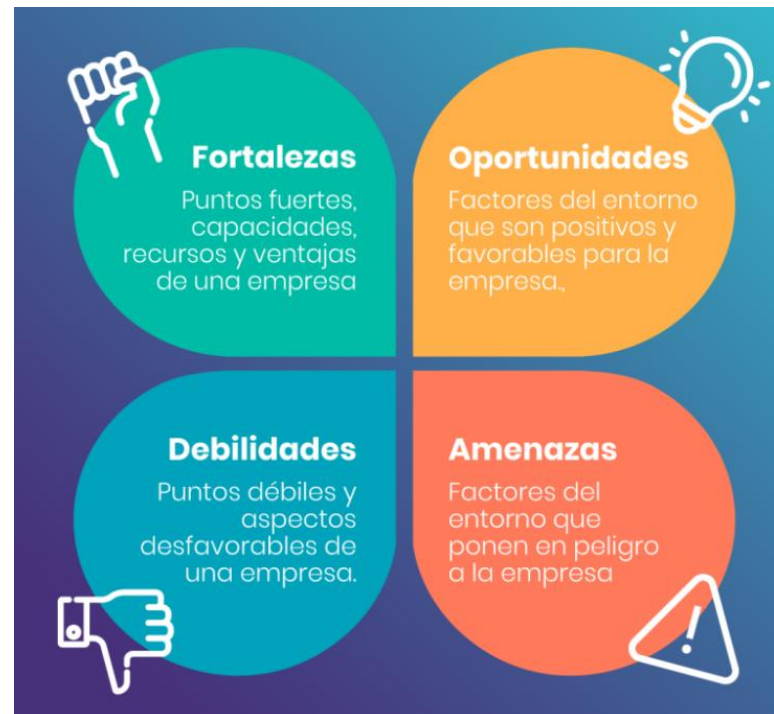 Fortalezas
Puntos fuertes,
capacidades,
recursos y ventajas
de una empresa
Oportunidades
Factores del entorno
que son positivos y
favorables para la
empresa.,
Debilidades
Puntos débiles y
aspectos
desfavorables de
una empresa.
Amenazas
Factores del
entorno que
ponen en peligro
a la empresa